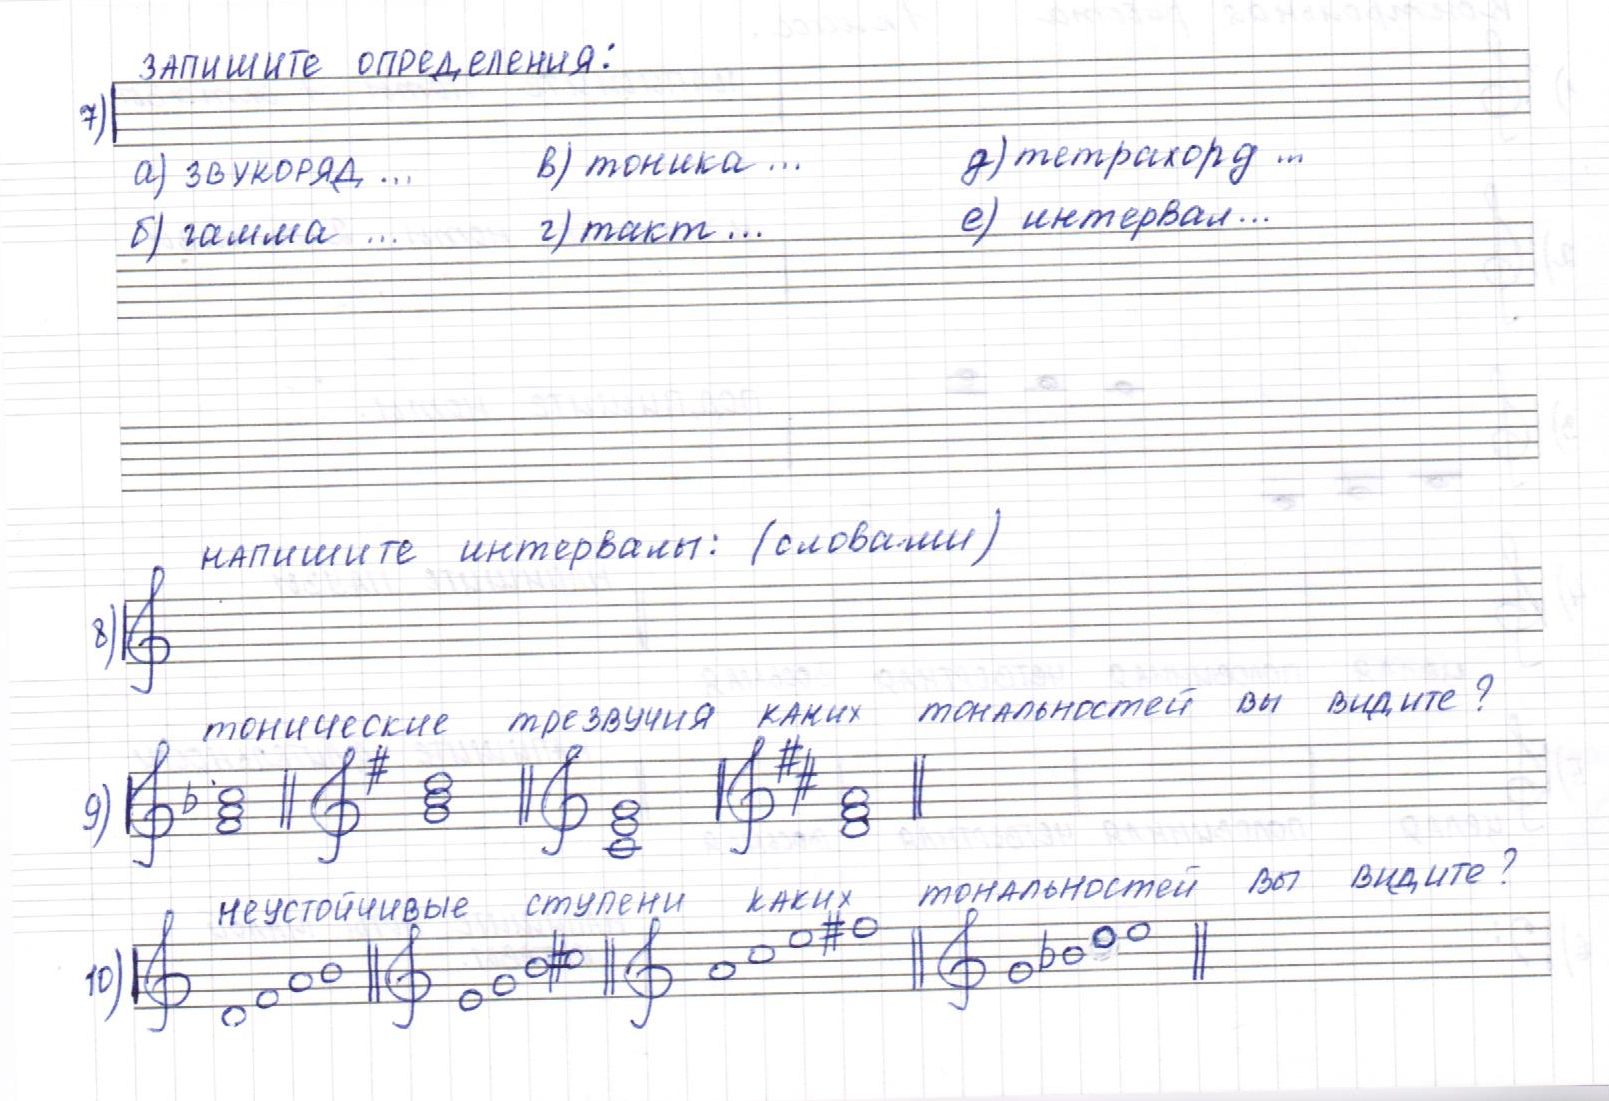 запишите определения:
7)
а) звукоряд ... в) тоника ... д) тетрахорд ...
б) гамма ... г) такт ... е) интервал ...
напишите интервалы: (словами)
8)
тонические трезвучия каких тональностей вы видите?
9)
неустойчивые ступени каких тональностей вы видите?
10)